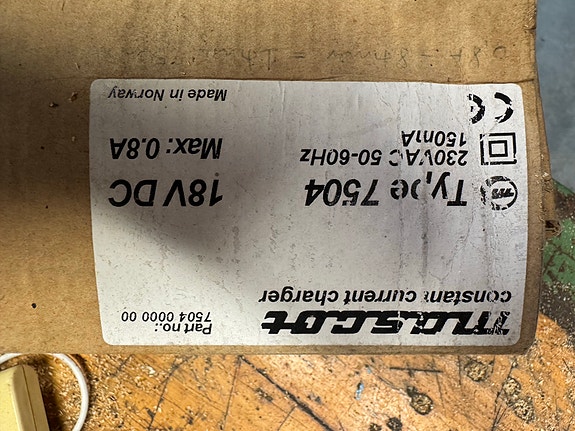 mascot
constant current charger
Part no.:
7504 0000 00
Type 7504
18V DC
230VAC 50-60Hz
150mA
Max: 0.8A
CE
Made in Norway